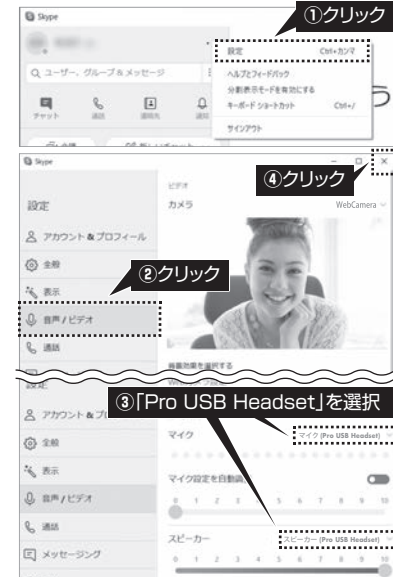 Skype
①クリック
設定 Ctrl+カンマ
ヘルプとフィードバック
分割表示モードを有効にする
キーボード ショートカット Ctrl+/
サインアウト
ユーザー、グループ & メッセージ
チャット 通話 連絡先 通知
う
Skype
④クリック
ビデオ
カメラ WebCamera
設定
アカウント & プロフィール
全般
②クリック
表示
音声 / ビデオ
通話
背景効果を選択する
③「Pro USB Headset」を選択
アカウント & プロ
マイク マイク (Pro USB Headset)
全般
表示
マイク設定を自動調
0 1 2 3 5 6 7 8 9 10
音声 / ビデオ
通話
スピーカー スピーカー (Pro USB Headset)
メッセージング
0 1 2 3 4 5 6 7 8 9 10